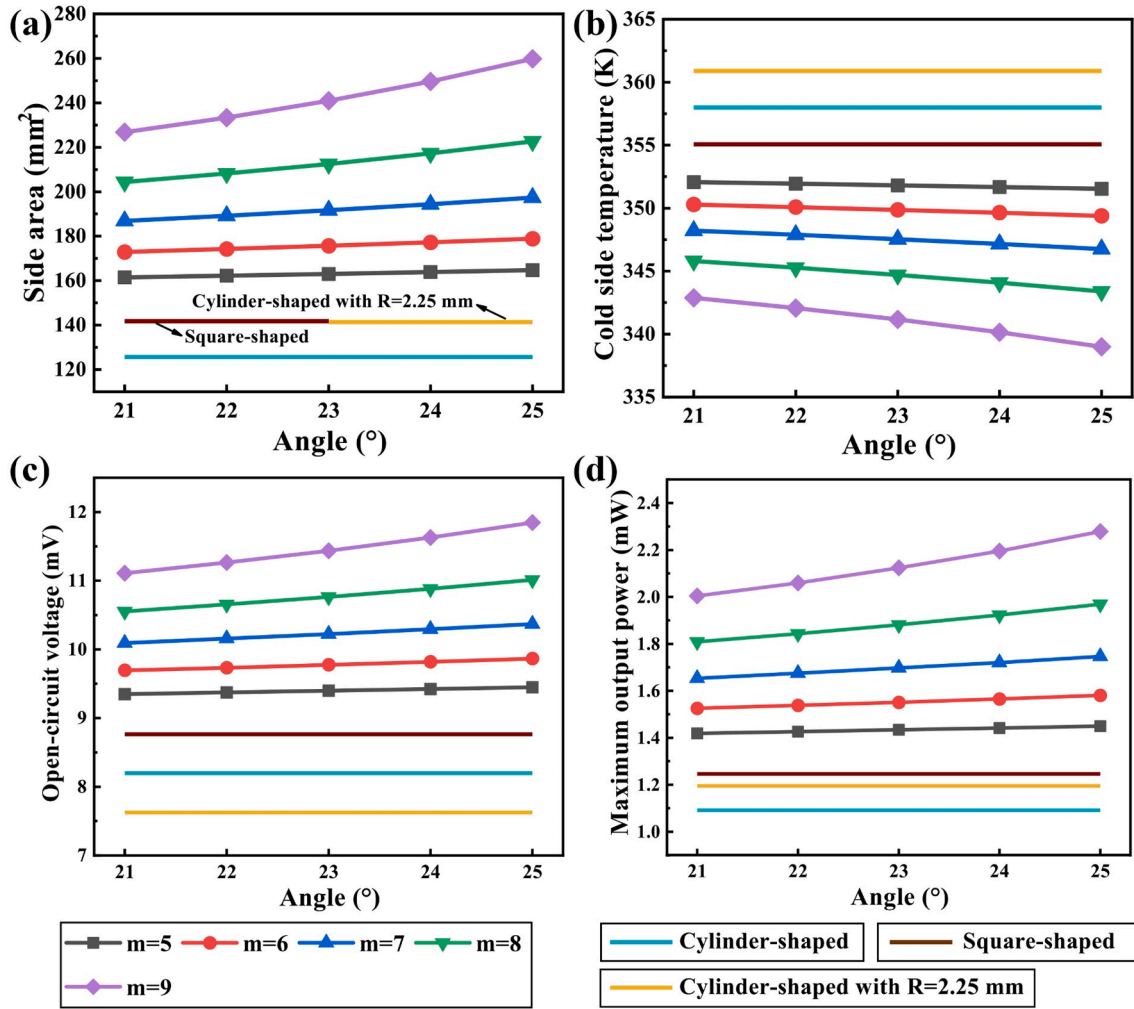 (a)
280
260
240
220
200
180
160
140
120
Side area (mm²)
Cylinder-shaped with R=2.25 mm
Square-shaped
21 22 23 24 25
Angle (°)
(b)
365
360
355
350
345
340
335
Cold side temperature (K)
21 22 23 24 25
Angle (°)
(c)
12
11
10
9
8
7
Open-circuit voltage (mV)
21 22 23 24 25
Angle (°)
(d)
2.4
2.2
2.0
1.8
1.6
1.4
1.2
1.0
Maximum output power (mW)
21 22 23 24 25
Angle (°)
m=5 m=6 m=7 m=8
m=9
Cylinder-shaped Square-shaped
Cylinder-shaped with R=2.25 mm